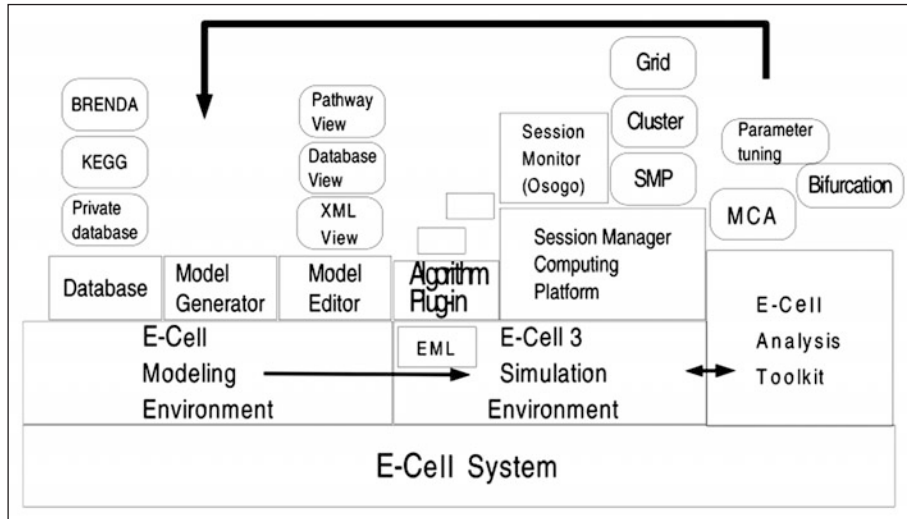 BRENDA
KEGG
Private
database
Pathway
View
Database
View
XML
View
Session
Monitor
(Osogo)
Grid
Cluster
SMP
Parameter
tuning
Bifurcation
MCA
Database
Model
Generator
Model
Editor
Algorithm
Plug-in
Session Manager
Computing
Platform
E-Cell
Modeling
Environment
EML
E-Cell 3
Simulation
Environment
E-Cell
Analysis
Toolkit
E-Cell System